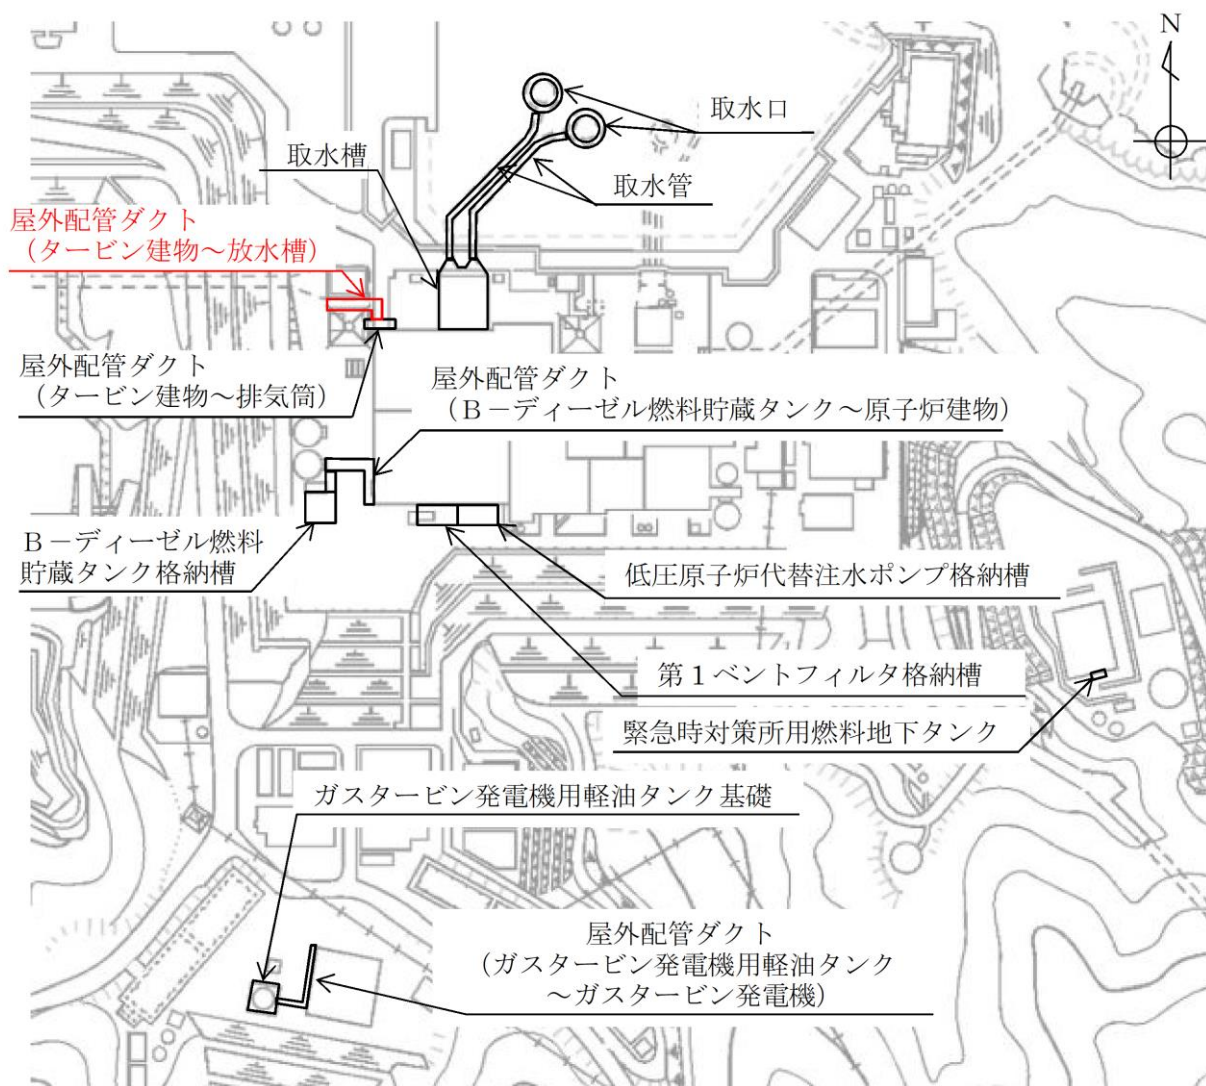 N
取水口
取水槽
取水管
屋外配管ダクト
（タービン建物～放水槽）
屋外配管ダクト
（タービン建物～排気筒）
屋外配管ダクト
（Ｂ－ディーゼル燃料貯蔵タンク～原子炉建物）
Ｂ－ディーゼル燃料
貯蔵タンク格納槽
低圧原子炉代替注水ポンプ格納槽
第１ベントフィルタ格納槽
緊急時対策所用燃料地下タンク
ガスタービン発電機用軽油タンク基礎
屋外配管ダクト
（ガスタービン発電機用軽油タンク
～ガスタービン発電機）